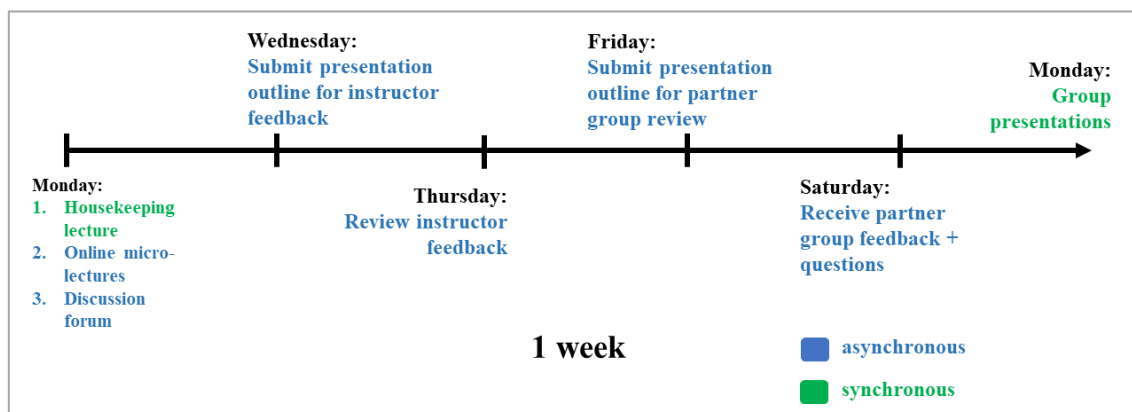 Wednesday:
Submit presentation
outline for instructor
feedback
Friday:
Submit presentation
outline for partner
group review
Monday:
Group
presentations
Monday:
1. Housekeeping
lecture
2. Online micro-
lectures
3. Discussion
forum
Thursday:
Review instructor
feedback
Saturday:
Receive partner
group feedback +
questions
1 week
asynchronous
synchronous